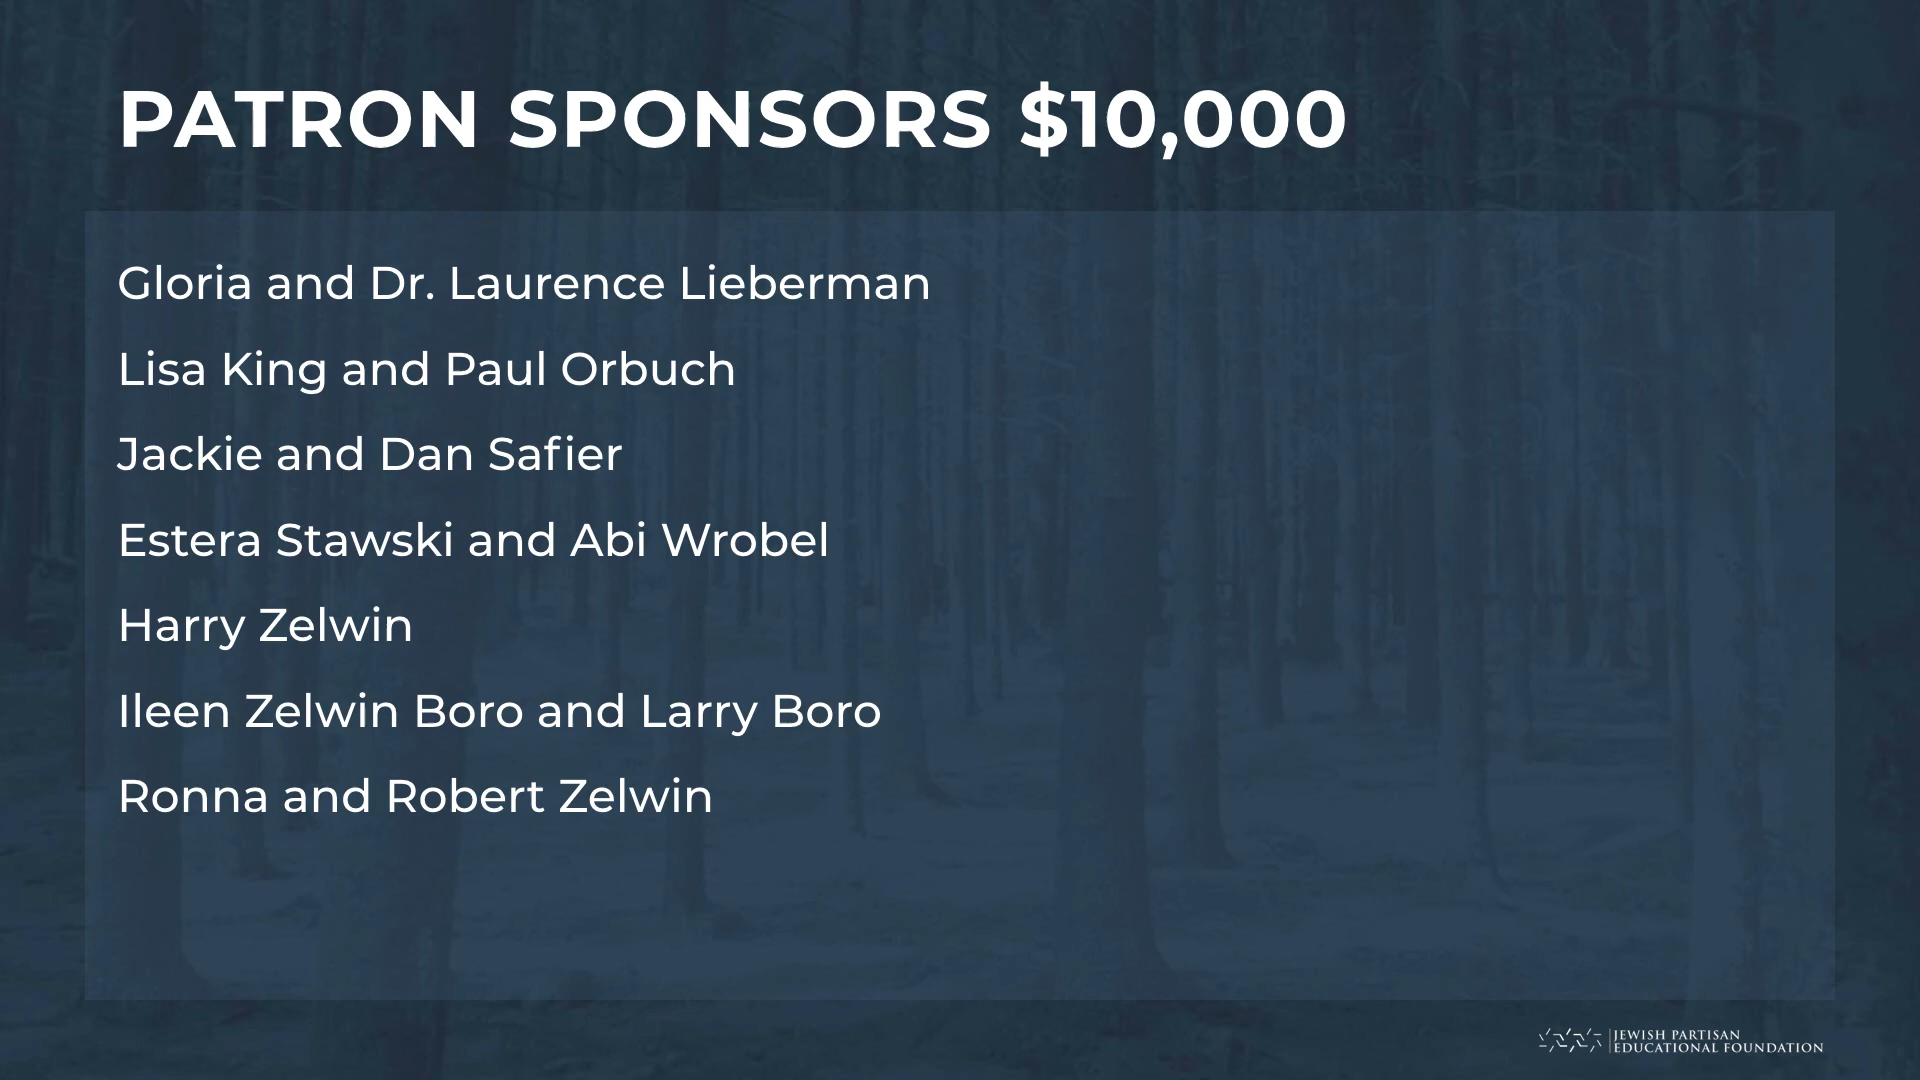 PATRON SPONSORS $10,000
Gloria and Dr. Laurence Lieberman
Lisa King and Paul Orbuch
Jackie and Dan Safier
Estera Stawski and Abi Wrobel
Harry Zelwin
Ileen Zelwin Boro and Larry Boro
Ronna and Robert Zelwin
JEWISH PARTISAN
EDUCATIONAL FOUNDATION